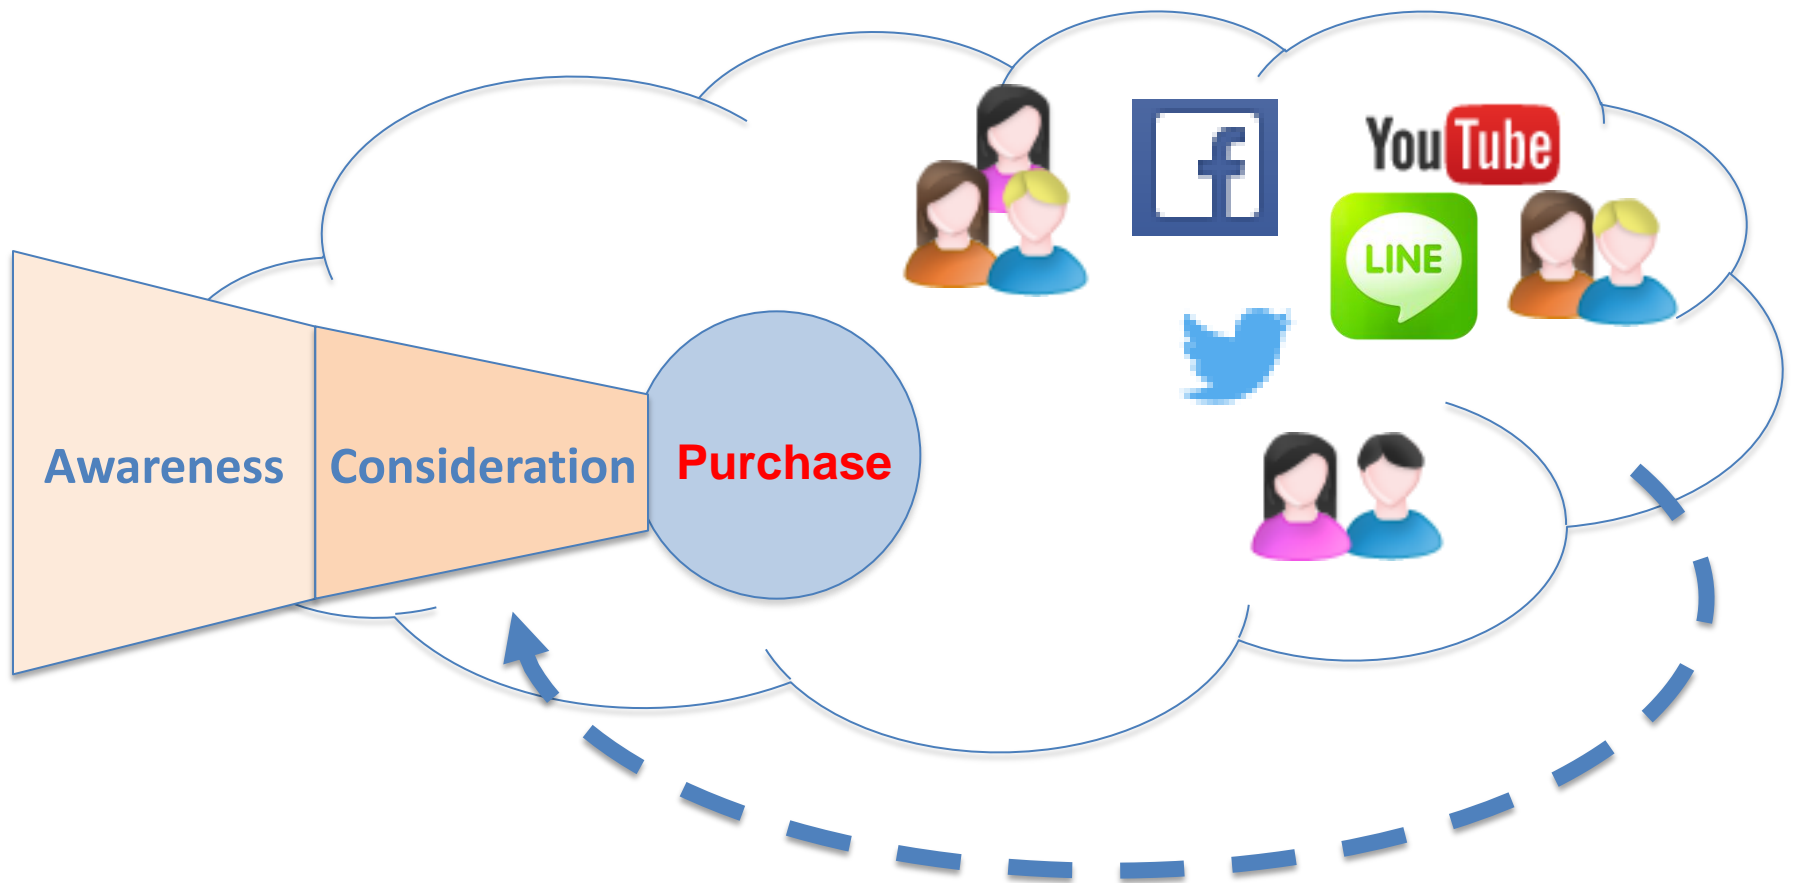 YouTube
f
LINE
Awareness
Consideration
Purchase